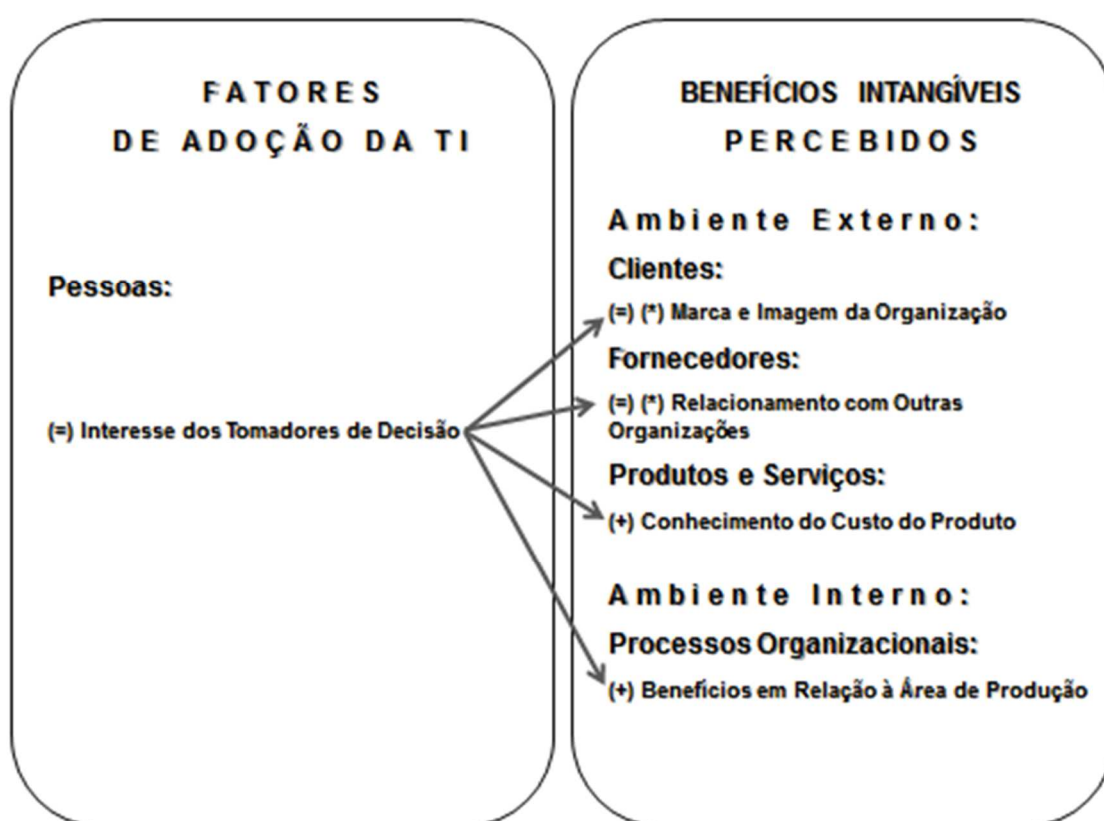 FATORES
DE ADOÇÃO DA TI
Pessoas:
(=) Interesse dos Tomadores de Decisão
BENEFÍCIOS INTANGÍVEIS
PERCEBIDOS
Ambiente Externo:
Clientes:
(=) (*) Marca e Imagem da Organização
Fornecedores:
(=) (*) Relacionamento com Outras
Organizações
Produtos e Serviços:
(+) Conhecimento do Custo do Produto
Ambiente Interno:
Processos Organizacionais:
(+) Benefícios em Relação à Área de Produção